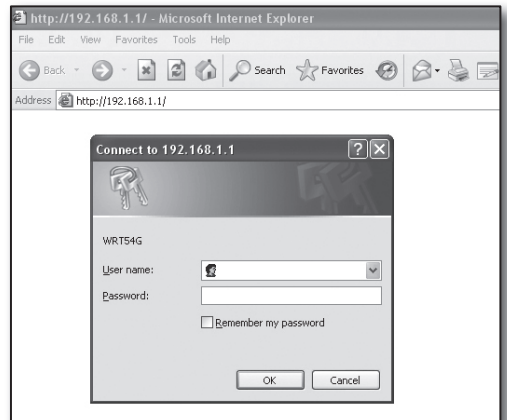 http://192.168.1.1/ - Microsoft Internet Explorer
File Edit View Favorites Tools Help
Back Search Favorites
Address http://192.168.1.1/
Connect to 192.168.1.1
WRT54G
User name:
Password:
Remember my password
OK Cancel